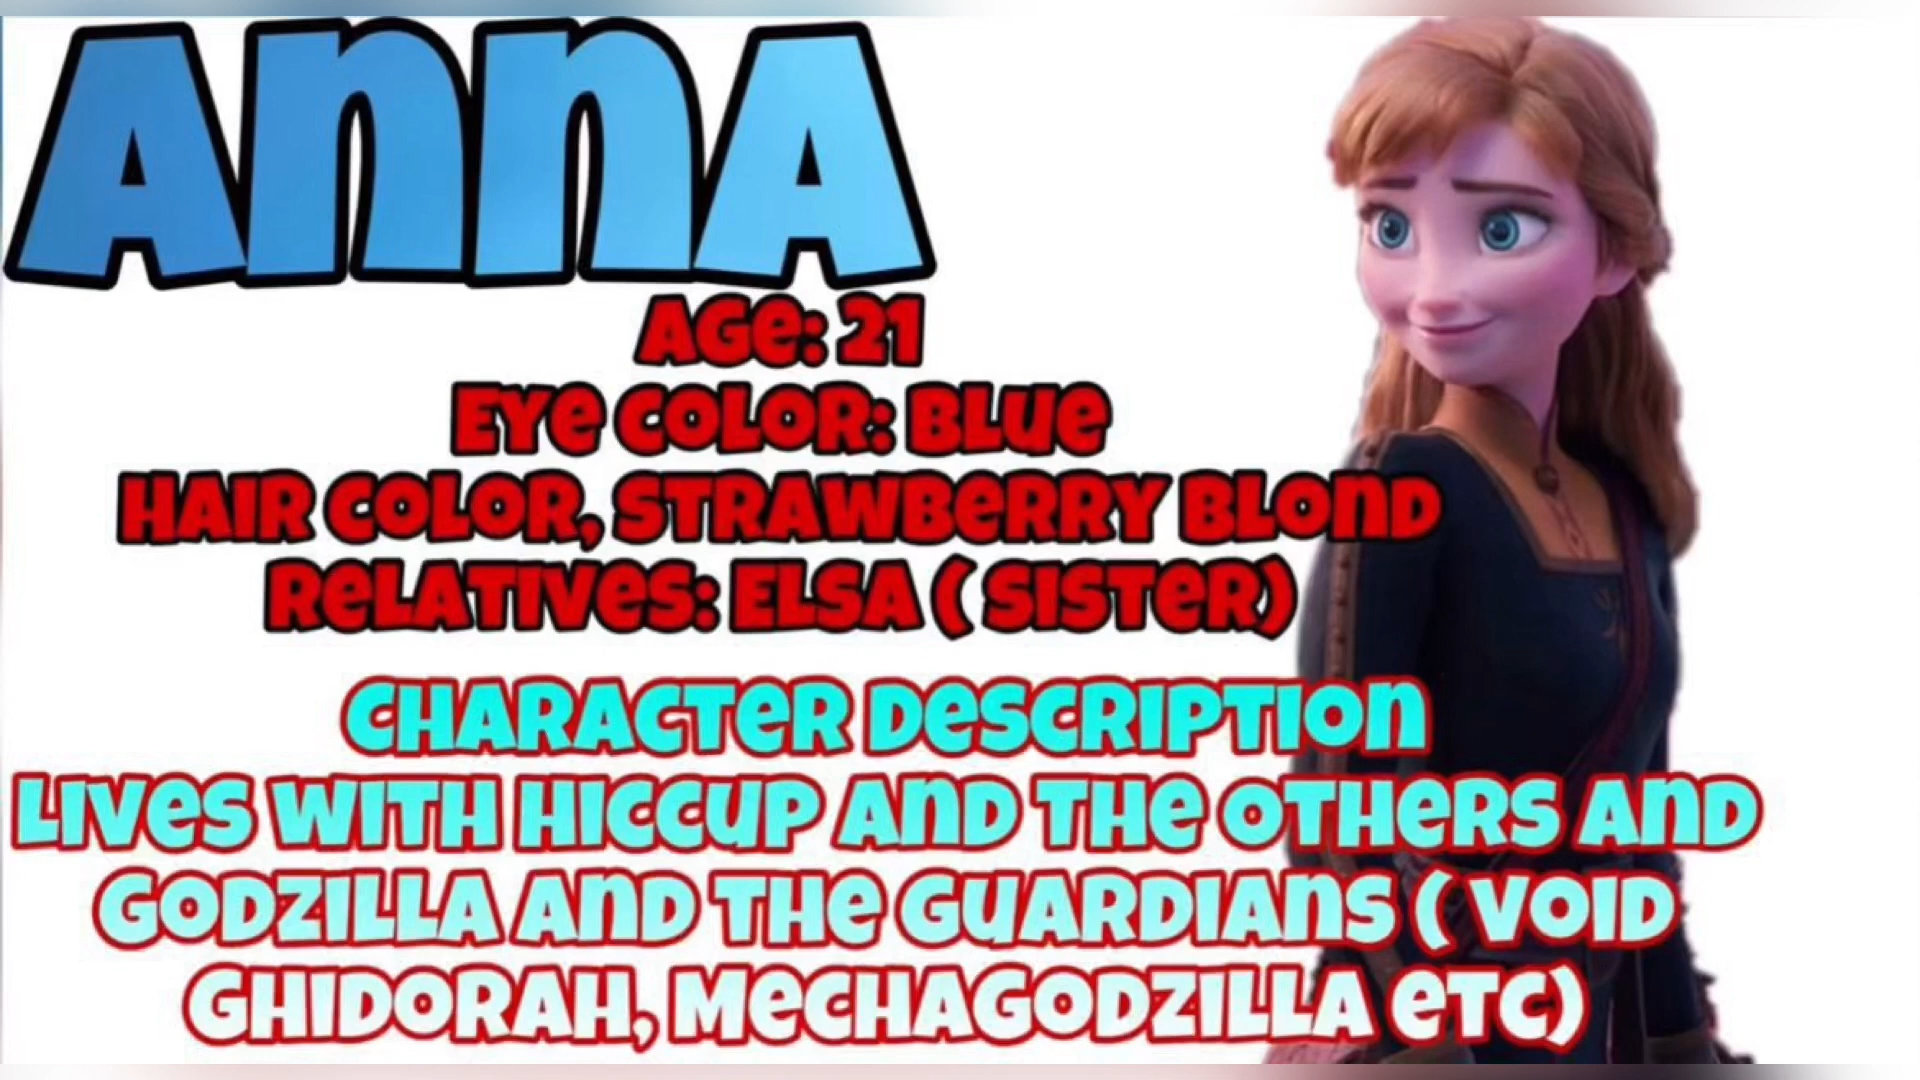 Anna
Age: 21
Eye color: Blue
Hair color, strawberry blond
Relatives: Elsa ( sister)
Character description
Lives with Hiccup and the others and
Godzilla and the guardians ( void
Ghidorah, Mechagodzilla etc)